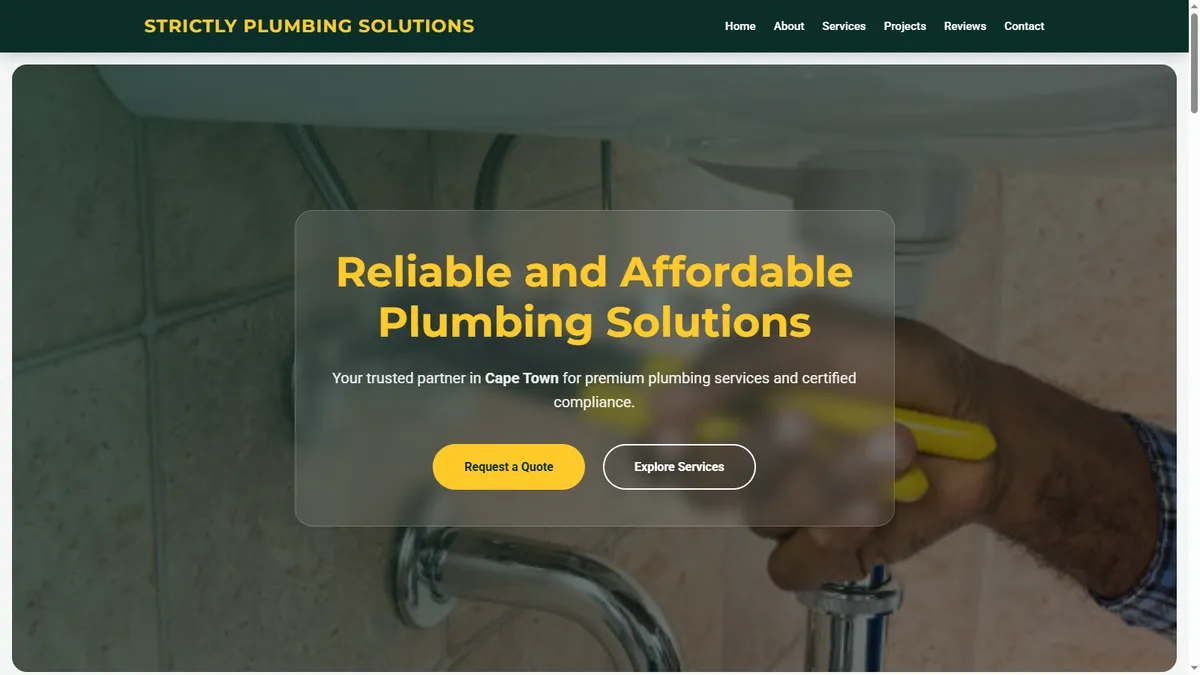 STRICTLY PLUMBING SOLUTIONS
Home About Services Projects Reviews Contact
Reliable and Affordable
Plumbing Solutions
Your trusted partner in Cape Town for premium plumbing services and certified
compliance.
Request a Quote
Explore Services